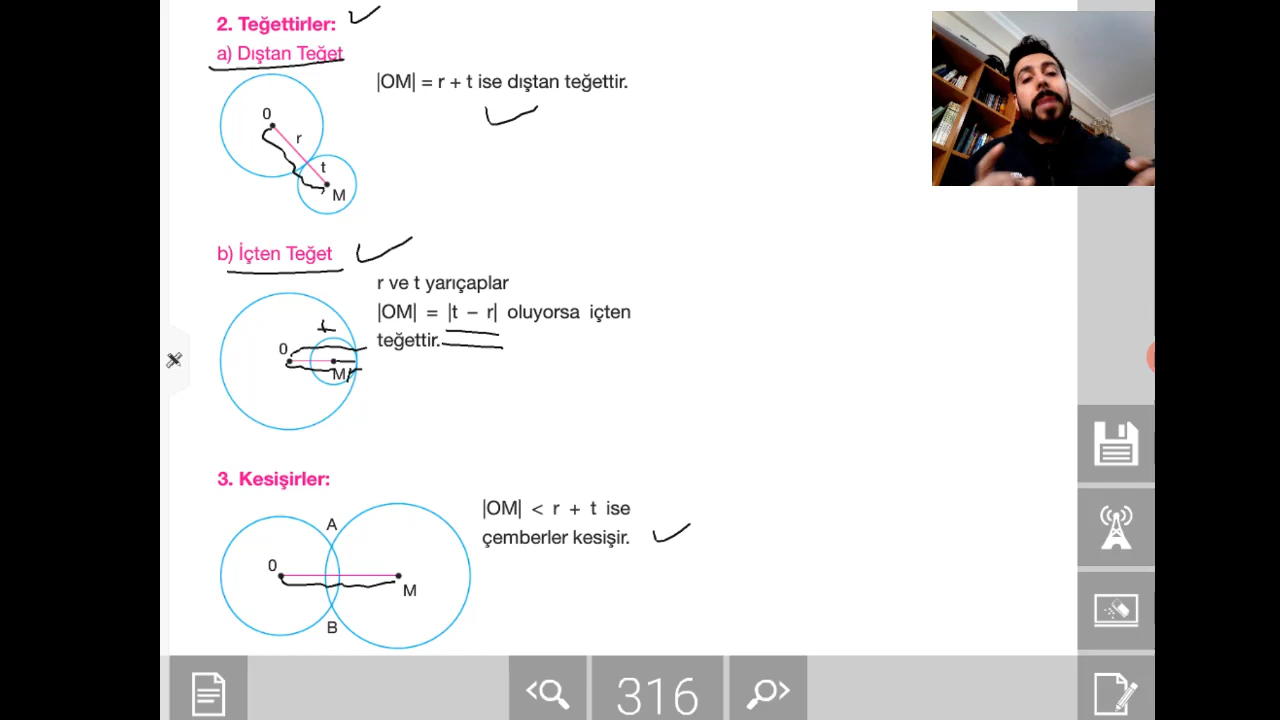 2. Teğettirler:
a) Dıştan Teğet
|OM| = r + t ise dıştan teğettir.
0
r
t
M
b) İçten Teğet
r ve t yarıçaplar
|OM| = |t – r| oluyorsa içten
teğettir.
t
0
M r
3. Kesişirler:
|OM| < r + t ise
çemberler kesişir.
A
0
M
B
316